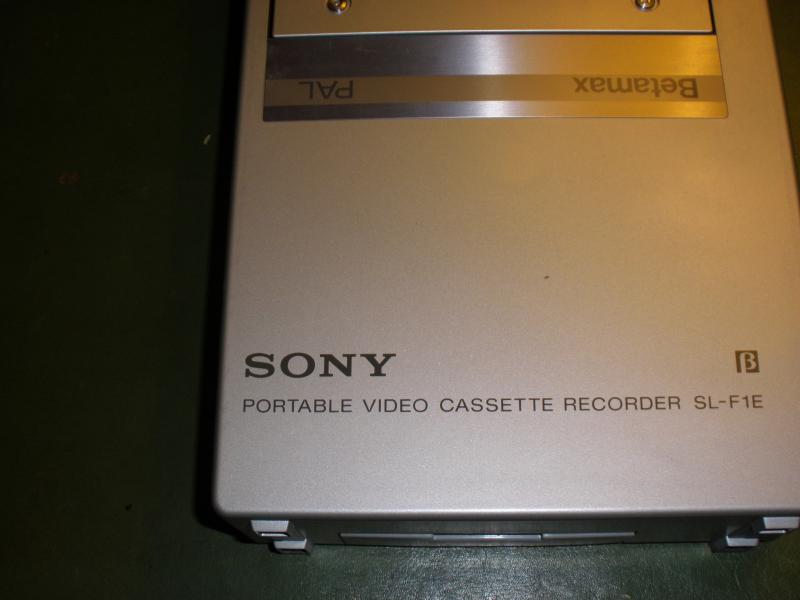 Betamax PAL
SONY β
PORTABLE VIDEO CASSETTE RECORDER SL-F1E